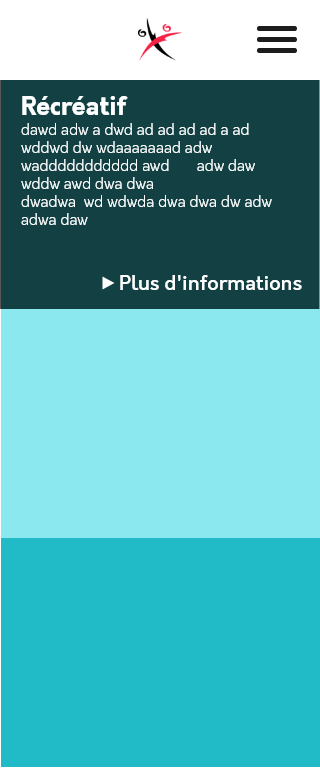 Récréatif
dawd adw a dwd ad ad ad ad a ad
wddwd dw wdaaaaaaad adw
waddddddddddd awd adw daw
wddw awd dwa dwa
dwadwa wd wdwda dwa dwa dw adw
adwa daw
▶ Plus d'informations